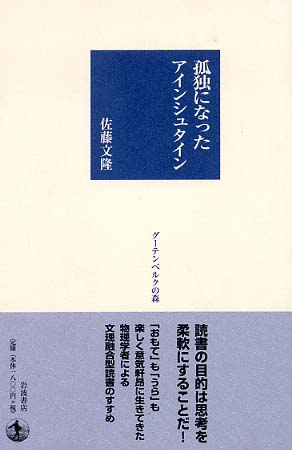 孤独になった
アインシュタイン
佐藤文隆
グーテンベルクの森
読書の目的は思考を
柔軟にすることだ!
「おもて」も「うら」も
楽しく意気軒昂に生きてきた
物理学者による
文理融合型読書のすすめ
岩波書店
定価(本体一八〇〇円+税)